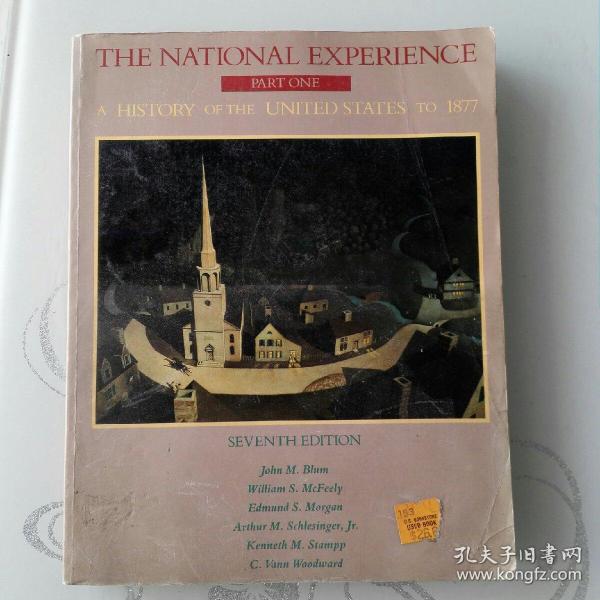 THE NATIONAL EXPERIENCE
PART ONE
A HISTORY OF THE UNITED STATES TO 1877
SEVENTH EDITION
John M. Blum
William S. McFeely
Edmund S. Morgan
Arthur M. Schlesinger, Jr.
Kenneth M. Stampp
C. Vann Woodward
USED BOOK
孔夫子旧书网
www.kongfz.com